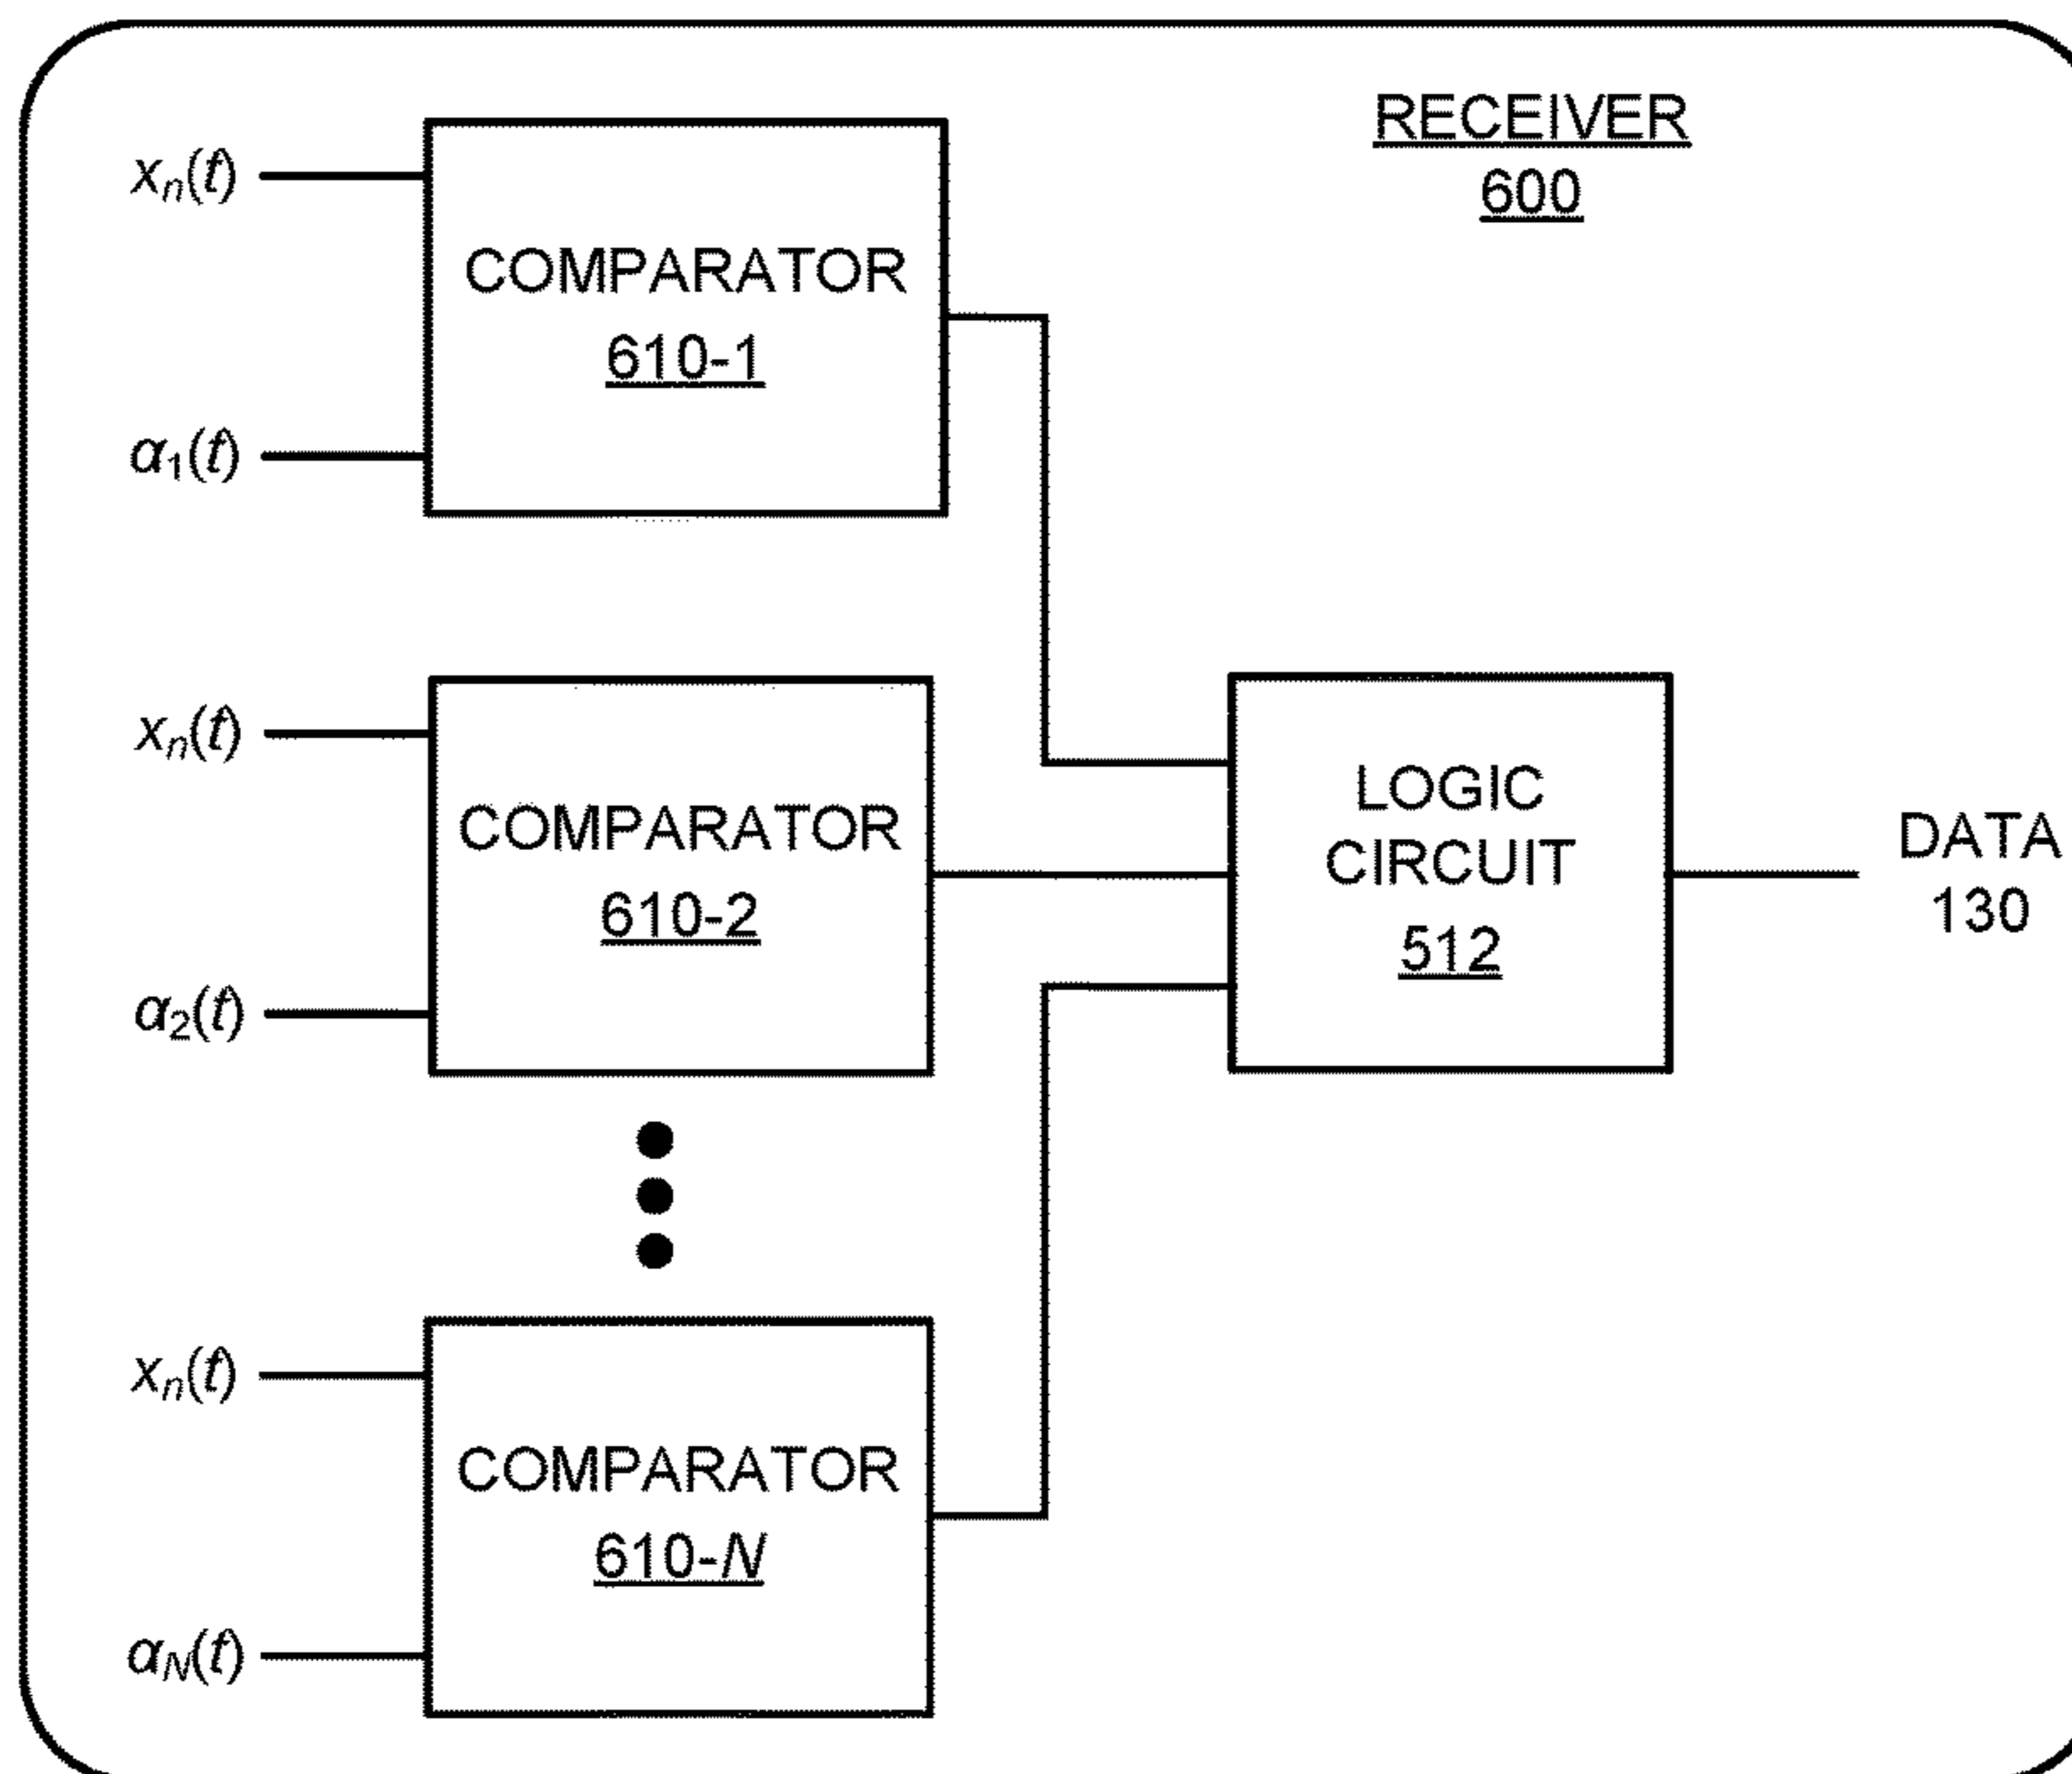 RECEIVER
600
xₙ(t)
COMPARATOR
610-1
α₁(t)
xₙ(t)
COMPARATOR
610-2
α₂(t)
LOGIC
CIRCUIT
512
DATA
130
xₙ(t)
COMPARATOR
610-N
α_N(t)